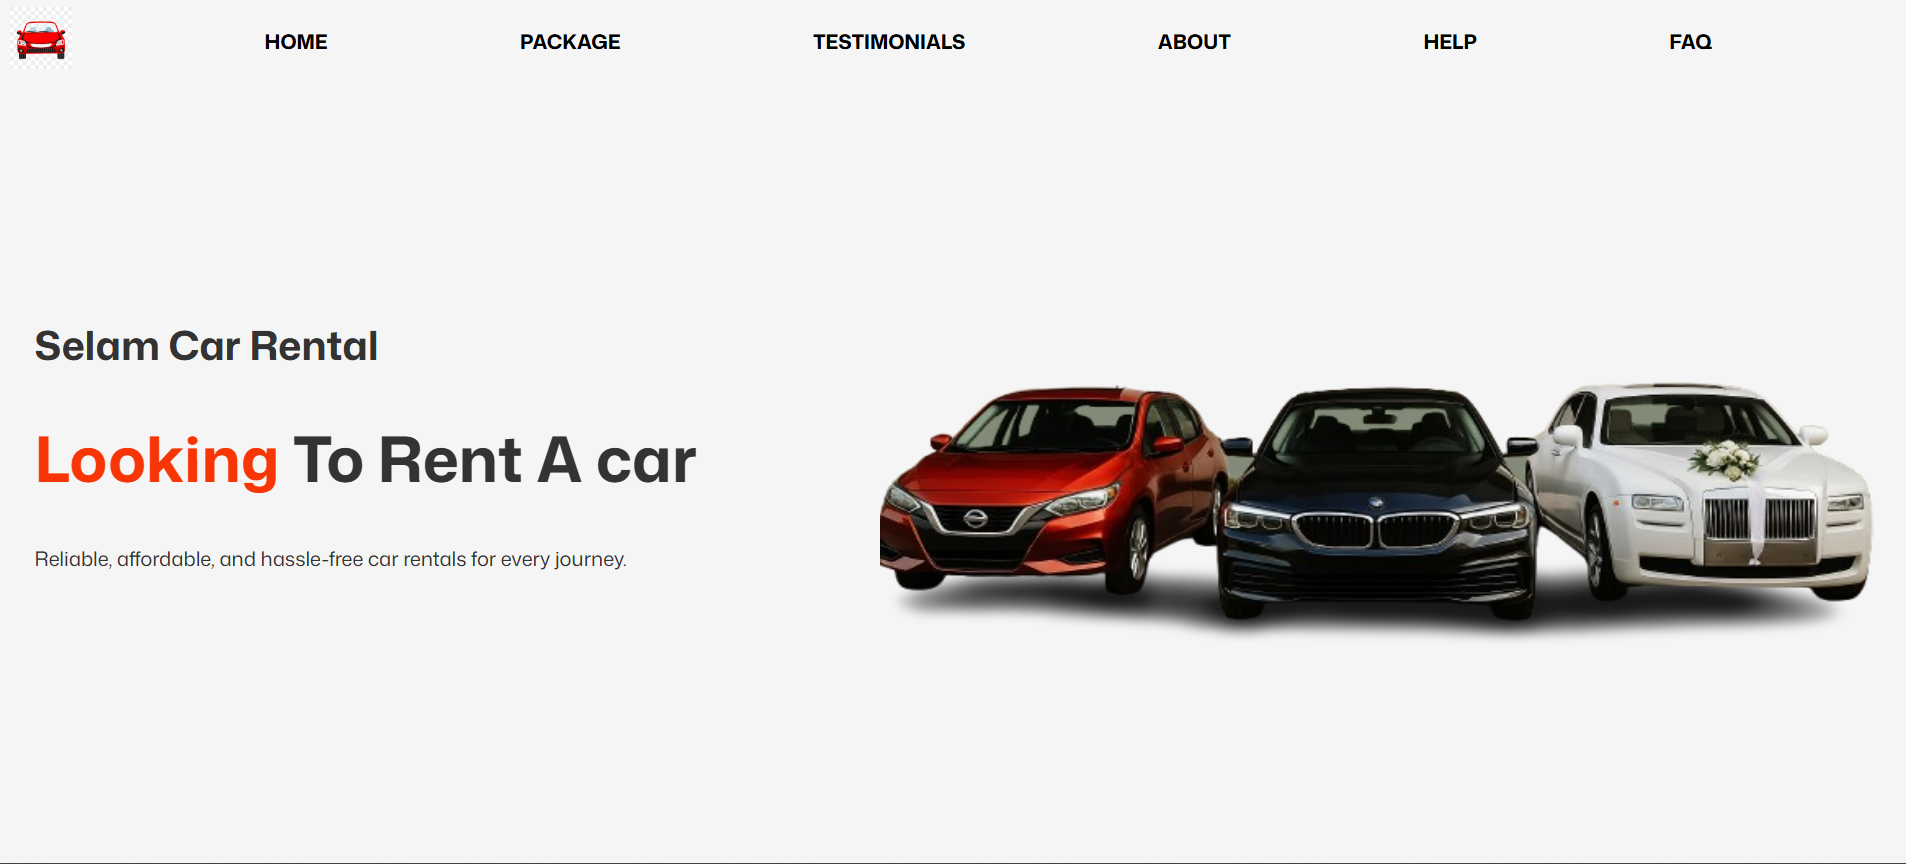 HOME PACKAGE TESTIMONIALS ABOUT HELP FAQ
Selam Car Rental
Looking To Rent A car
Reliable, affordable, and hassle-free car rentals for every journey.